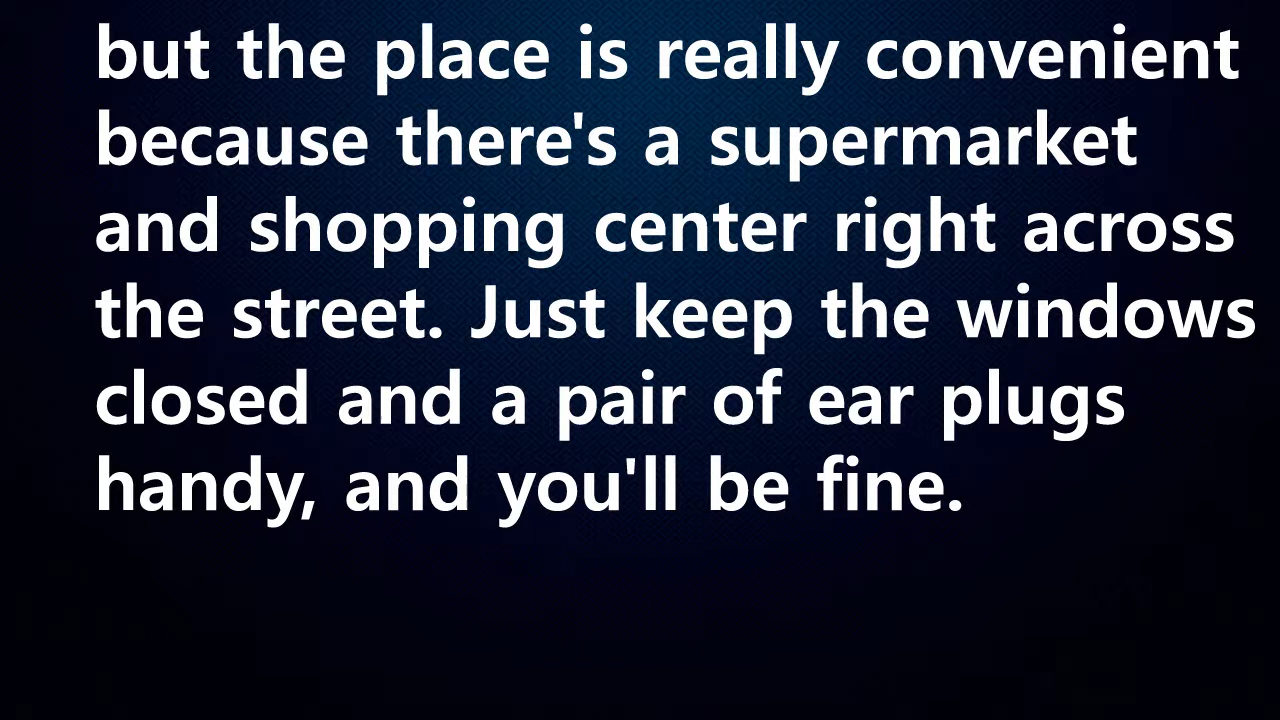 but the place is really convenient
because there's a supermarket
and shopping center right across
the street. Just keep the windows
closed and a pair of ear plugs
handy, and you'll be fine.